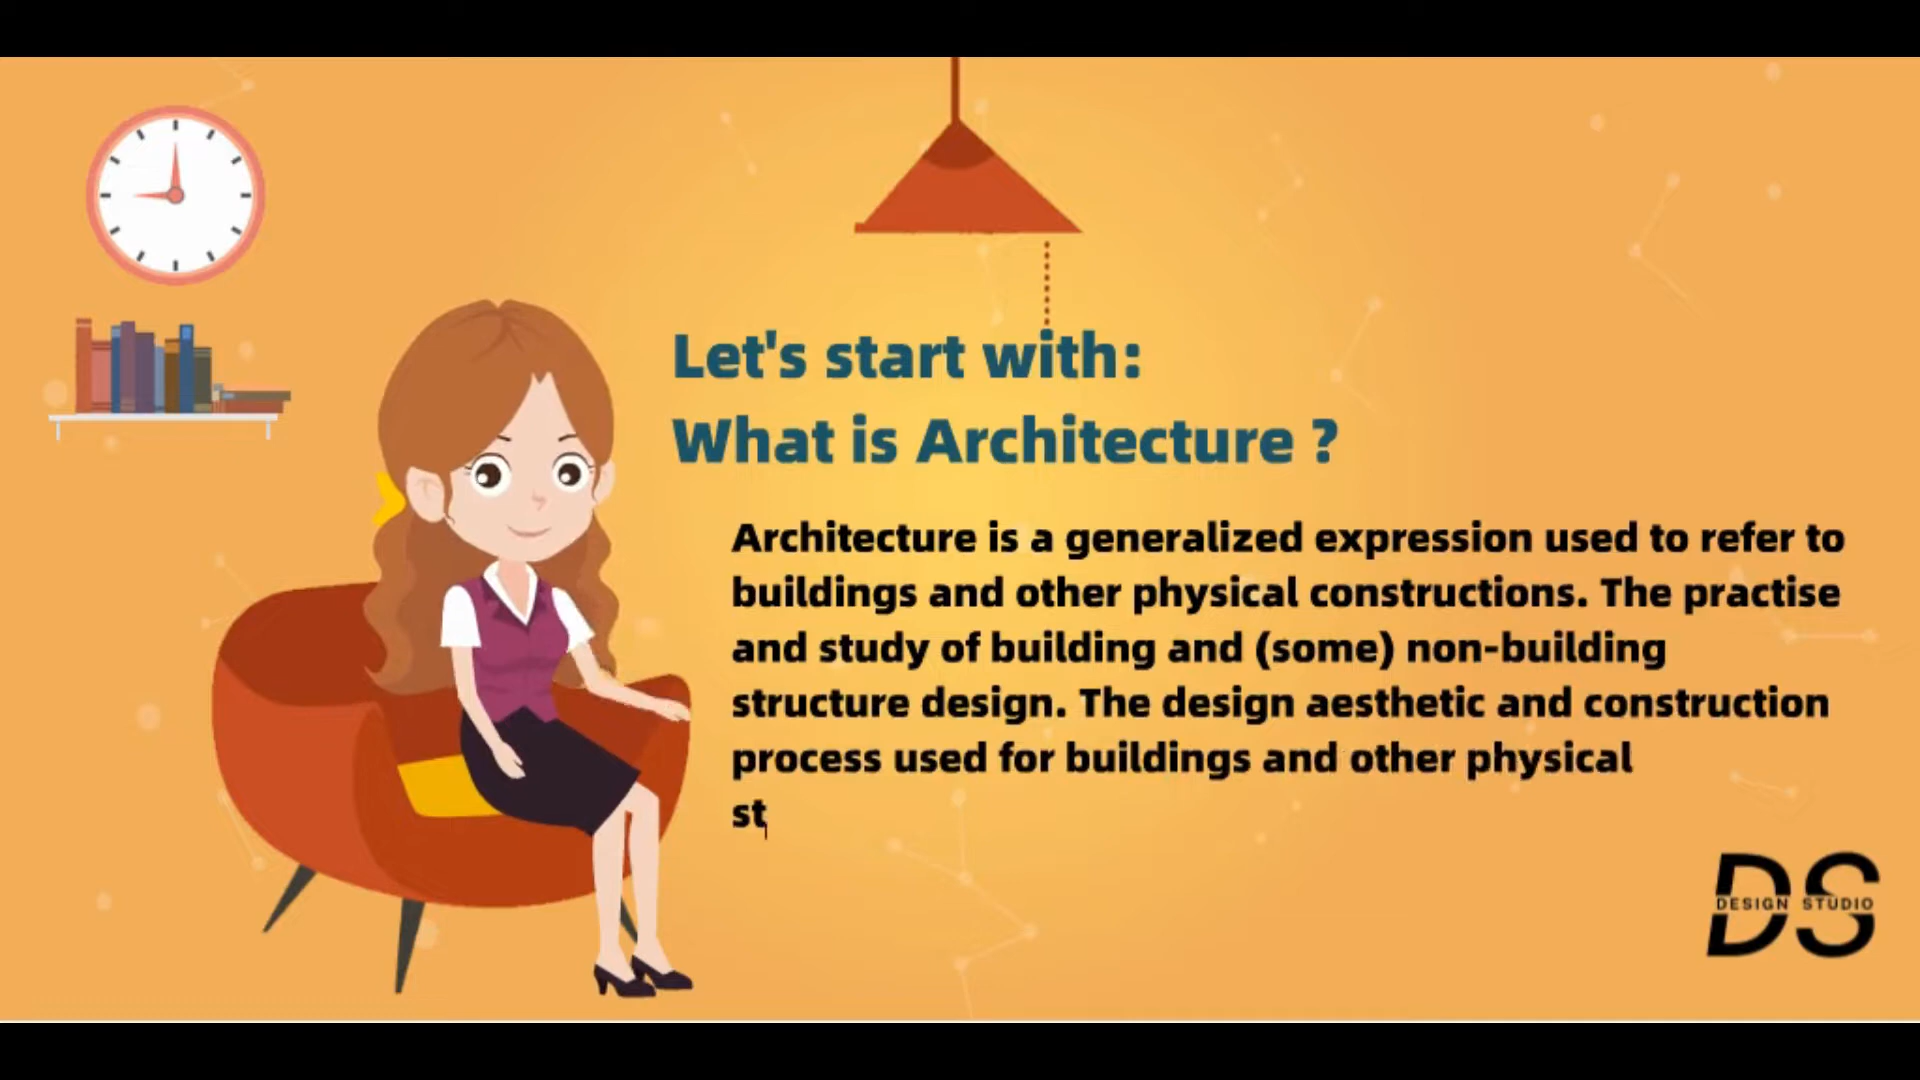 Let's start with:
What is Architecture ?
Architecture is a generalized expression used to refer to
buildings and other physical constructions. The practise
and study of building and (some) non-building
structure design. The design aesthetic and construction
process used for buildings and other physical
st
DS
DESIGN STUDIO